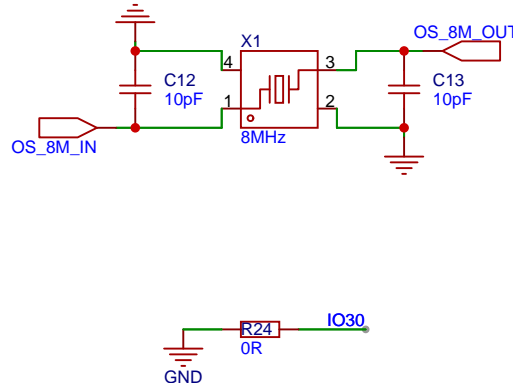 OS_8M_OUT
X1
4
3
C12
10pF
C13
10pF
1
2
OS_8M_IN
8MHz
IO30
R24
0R
GND